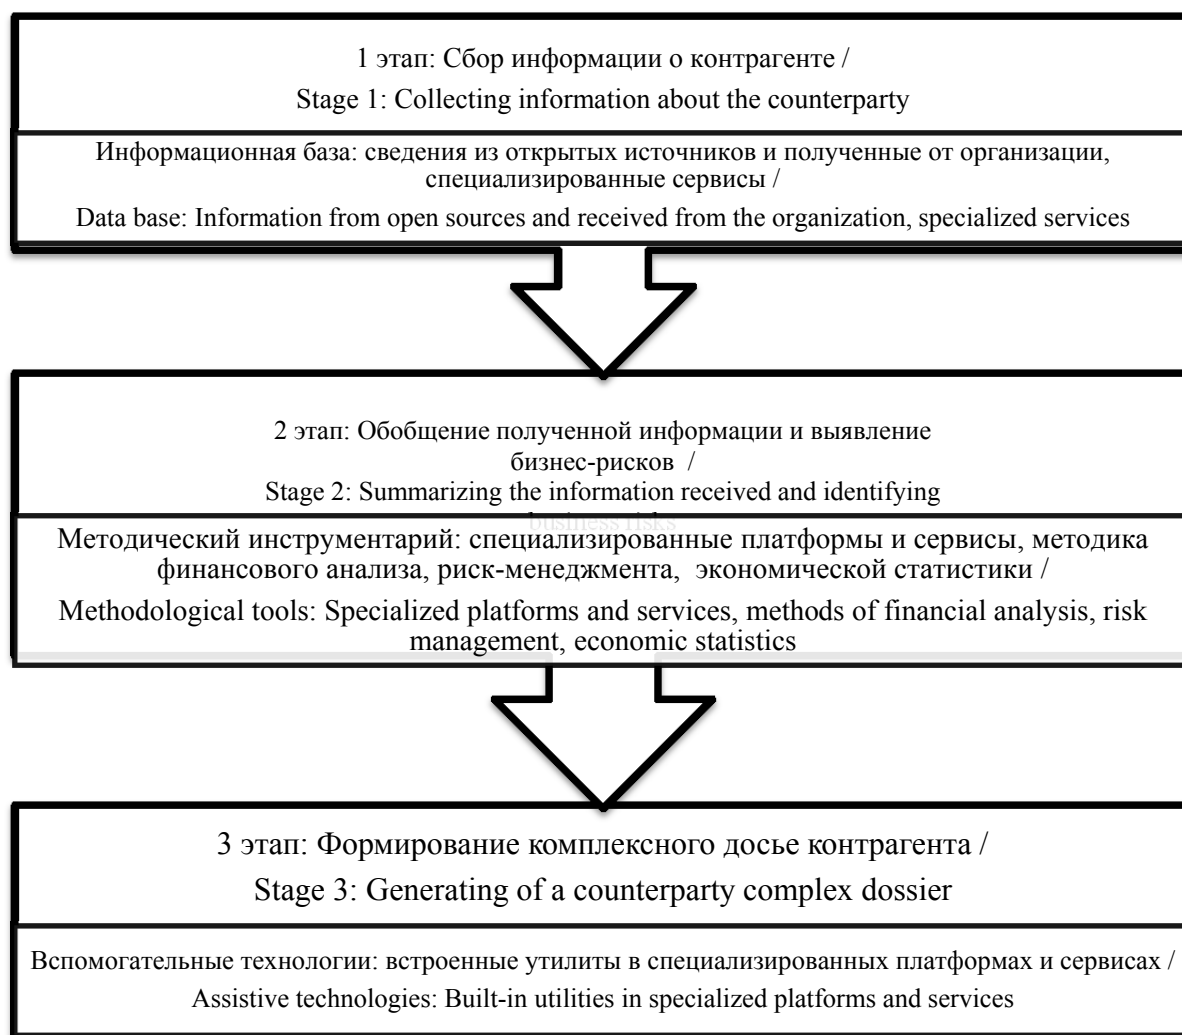 1 этап: Сбор информации о контрагенте /
Stage 1: Collecting information about the counterparty
Информационная база: сведения из открытых источников и полученные от организации,
специализированные сервисы /
Data base: Information from open sources and received from the organization, specialized services
2 этап: Обобщение полученной информации и выявление
бизнес-рисков /
Stage 2: Summarizing the information received and identifying
business risks
Методический инструментарий: специализированные платформы и сервисы, методика
финансового анализа, риск-менеджмента, экономической статистики /
Methodological tools: Specialized platforms and services, methods of financial analysis, risk
management, economic statistics
3 этап: Формирование комплексного досье контрагента /
Stage 3: Generating of a counterparty complex dossier
Вспомогательные технологии: встроенные утилиты в специализированных платформах и сервисах /
Assistive technologies: Built-in utilities in specialized platforms and services